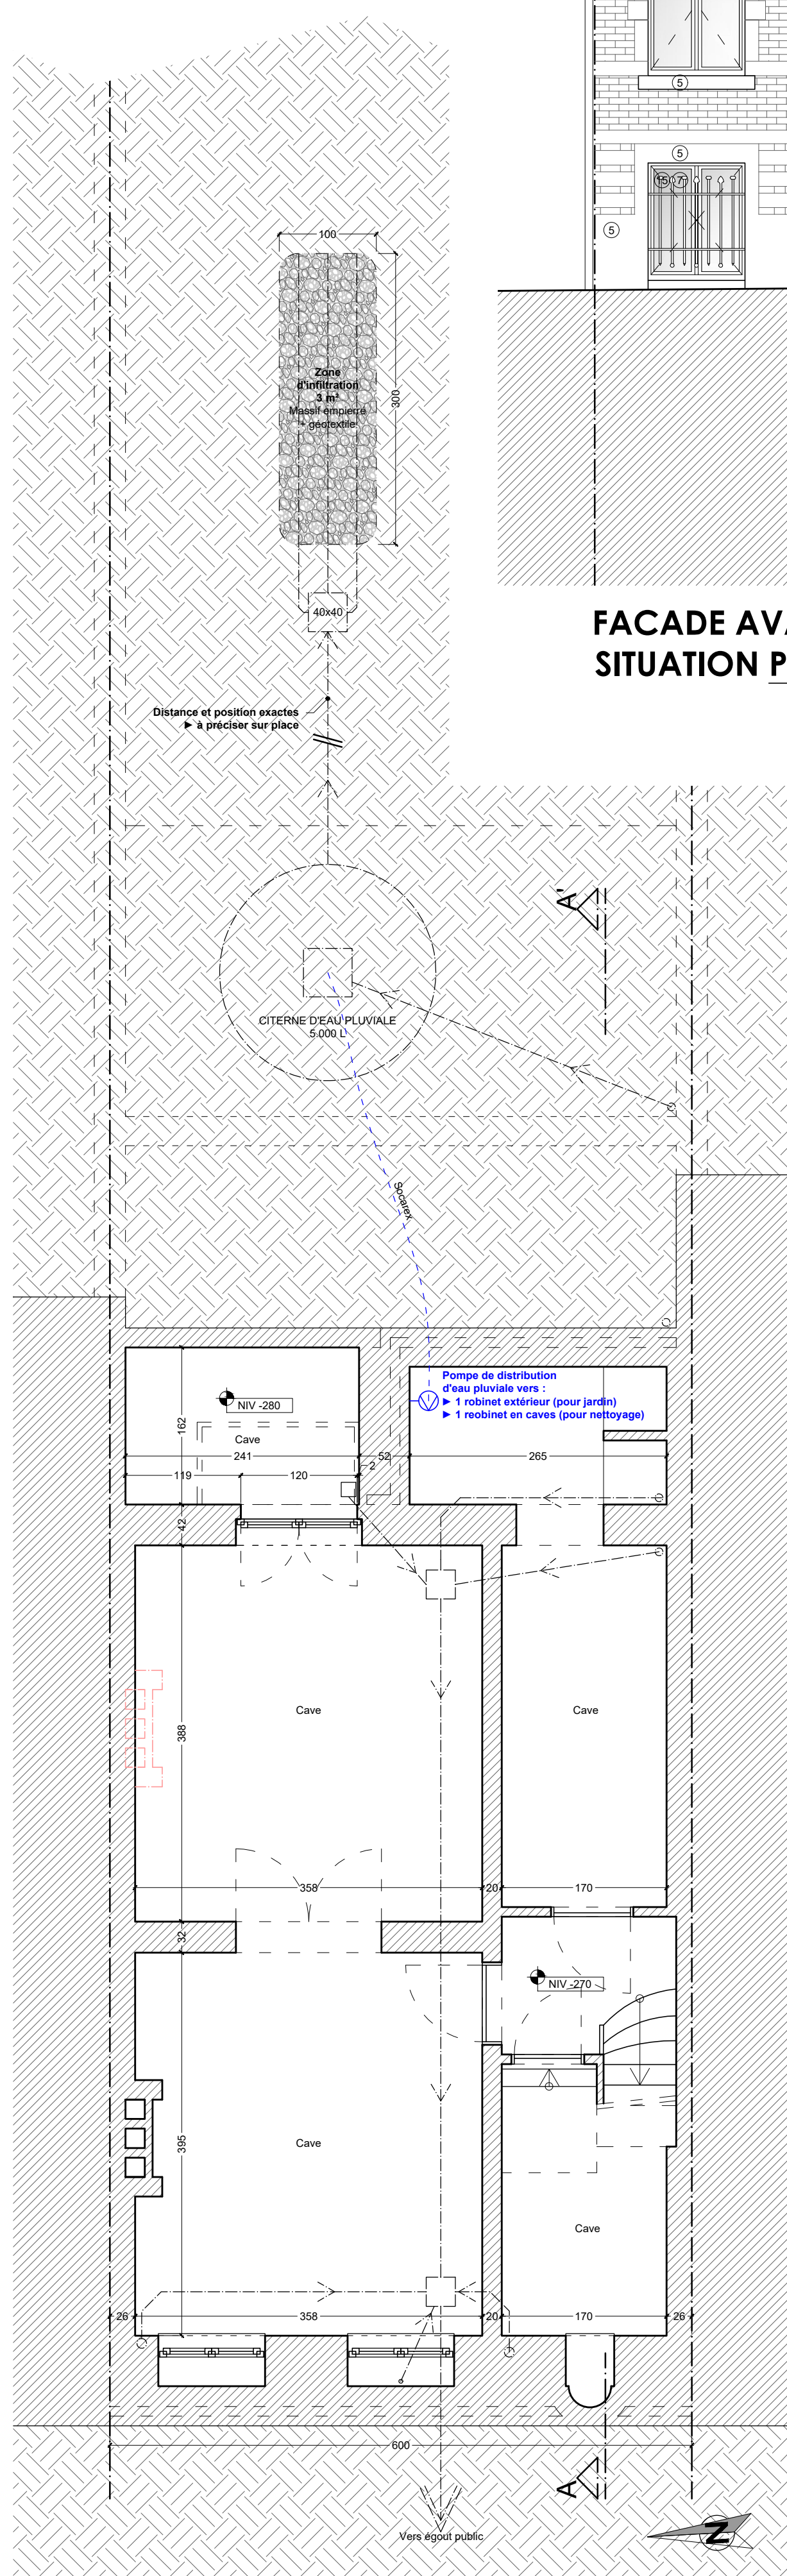 5
5
15
7
5
100
Zone
d'infiltration
3 m²
Massif empierré
+ géotextile
300
40x40
FACADE AVA
SITUATION P
Distance et position exactes
► à préciser sur place
A'
CITERNE D'EAU PLUVIALE
5.000 L
Socarex
Pompe de distribution
d'eau pluviale vers :
► 1 robinet extérieur (pour jardin)
► 1 reobinet en caves (pour nettoyage)
NIV -280
162
Cave
241
52
265
119
120
2
42
Cave
Cave
388
358
20
170
32
NIV -270
Cave
395
Cave
26
358
20
170
26
600
A
Vers égout public
N